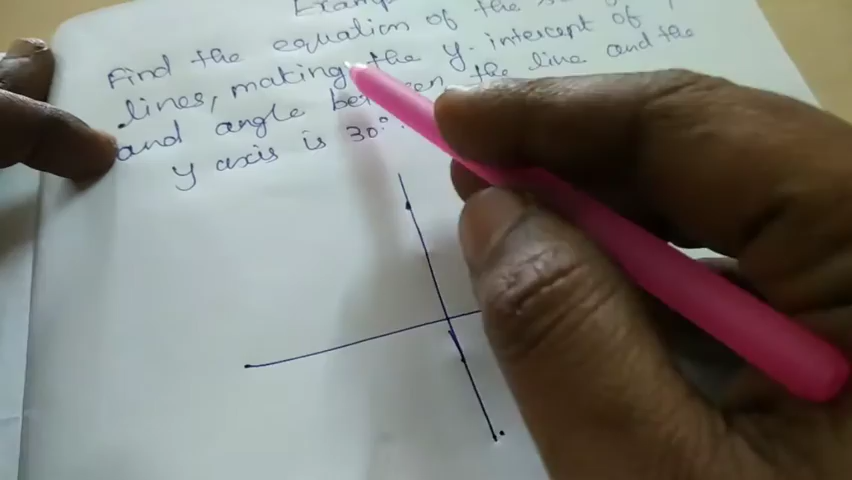 Examp
Find the equation of the
lines, making the y-intercept of
and angle between the line and the
y axis is 30°.